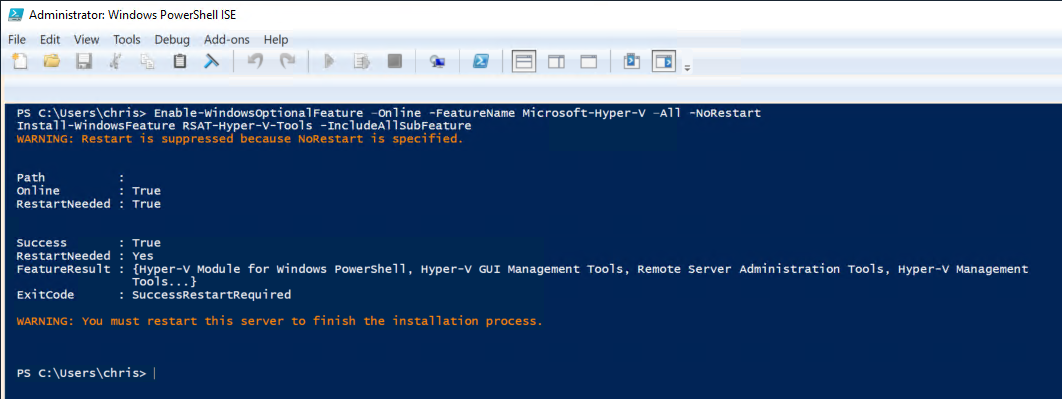 Administrator: Windows PowerShell ISE
File Edit View Tools Debug Add-ons Help
PS C:\Users\chris> Enable-WindowsOptionalFeature –Online -FeatureName Microsoft-Hyper-V –All -NoRestart
Install-WindowsFeature RSAT-Hyper-V-Tools -IncludeAllSubFeature
WARNING: Restart is suppressed because NoRestart is specified.
Path :
Online : True
RestartNeeded : True
Success : True
RestartNeeded : Yes
FeatureResult : {Hyper-V Module for Windows PowerShell, Hyper-V GUI Management Tools, Remote Server Administration Tools, Hyper-V Management
Tools...}
ExitCode : SuccessRestartRequired
WARNING: You must restart this server to finish the installation process.
PS C:\Users\chris>